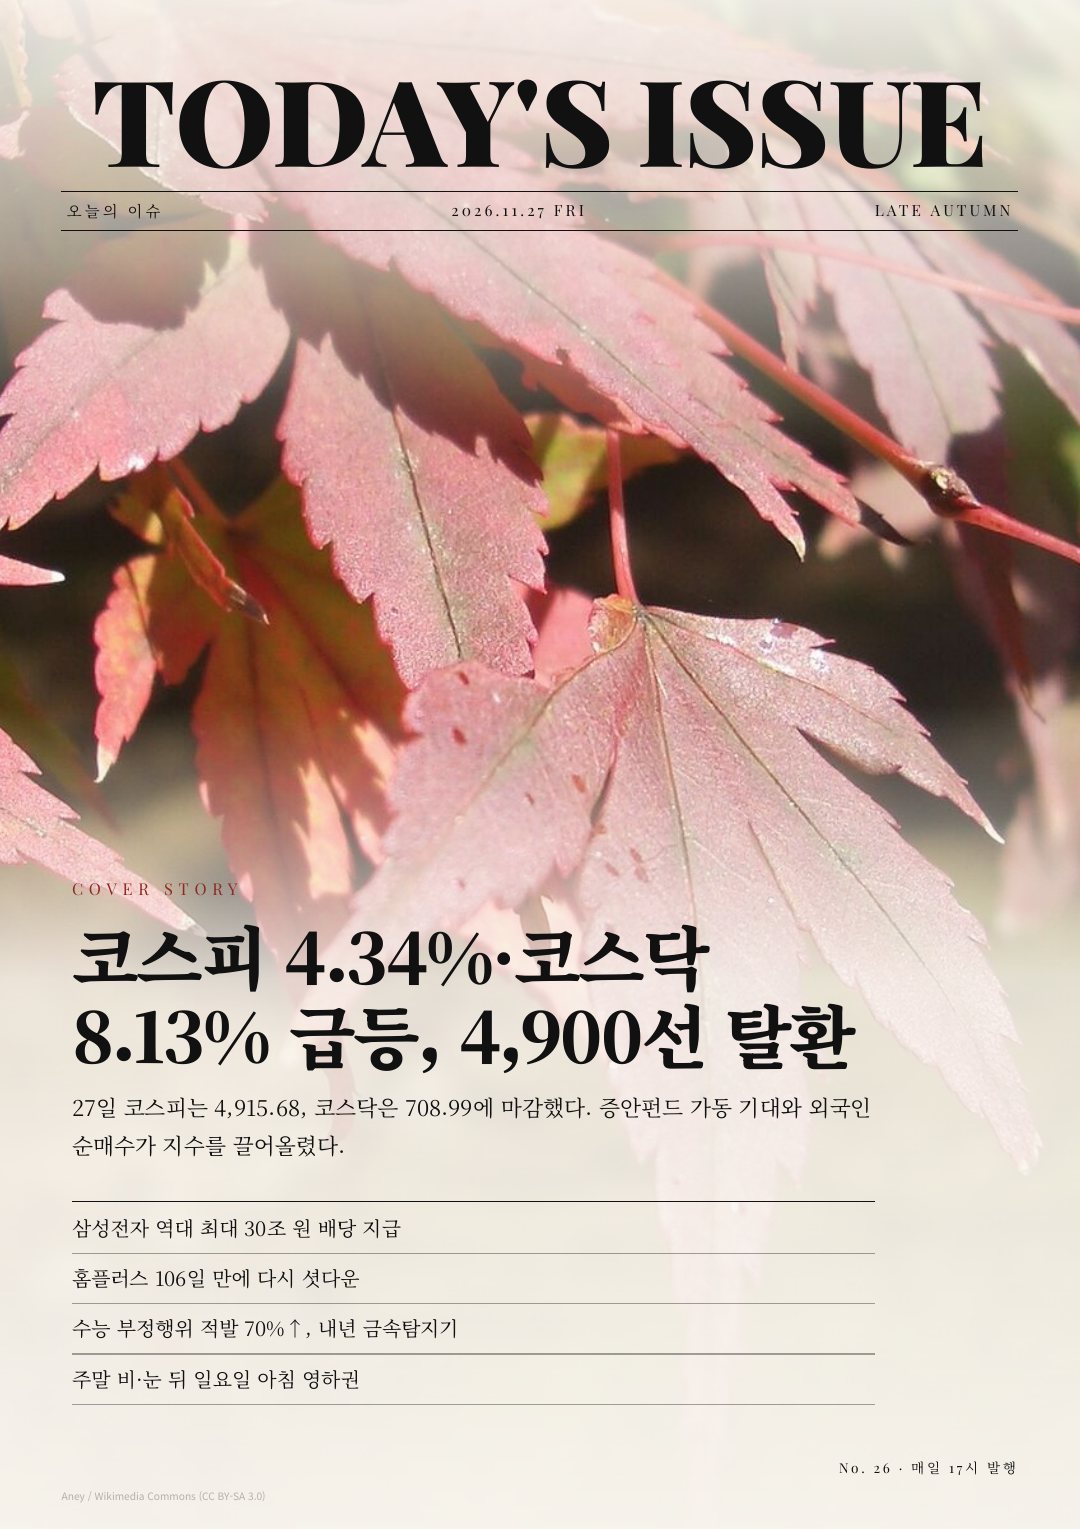 TODAY'S ISSUE
오늘의 이슈
2026.11.27 FRI
LATE AUTUMN
COVER STORY
코스피 4.34%·코스닥
8.13% 급등, 4,900선 탈환
27일 코스피는 4,915.68, 코스닥은 708.99에 마감했다. 증안펀드 가동 기대와 외국인
순매수가 지수를 끌어올렸다.
삼성전자 역대 최대 30조 원 배당 지급
홈플러스 106일 만에 다시 셧다운
수능 부정행위 적발 70%↑, 내년 금속탐지기
주말 비·눈 뒤 일요일 아침 영하권
No. 26 · 매일 17시 발행
Aney / Wikimedia Commons (CC BY-SA 3.0)